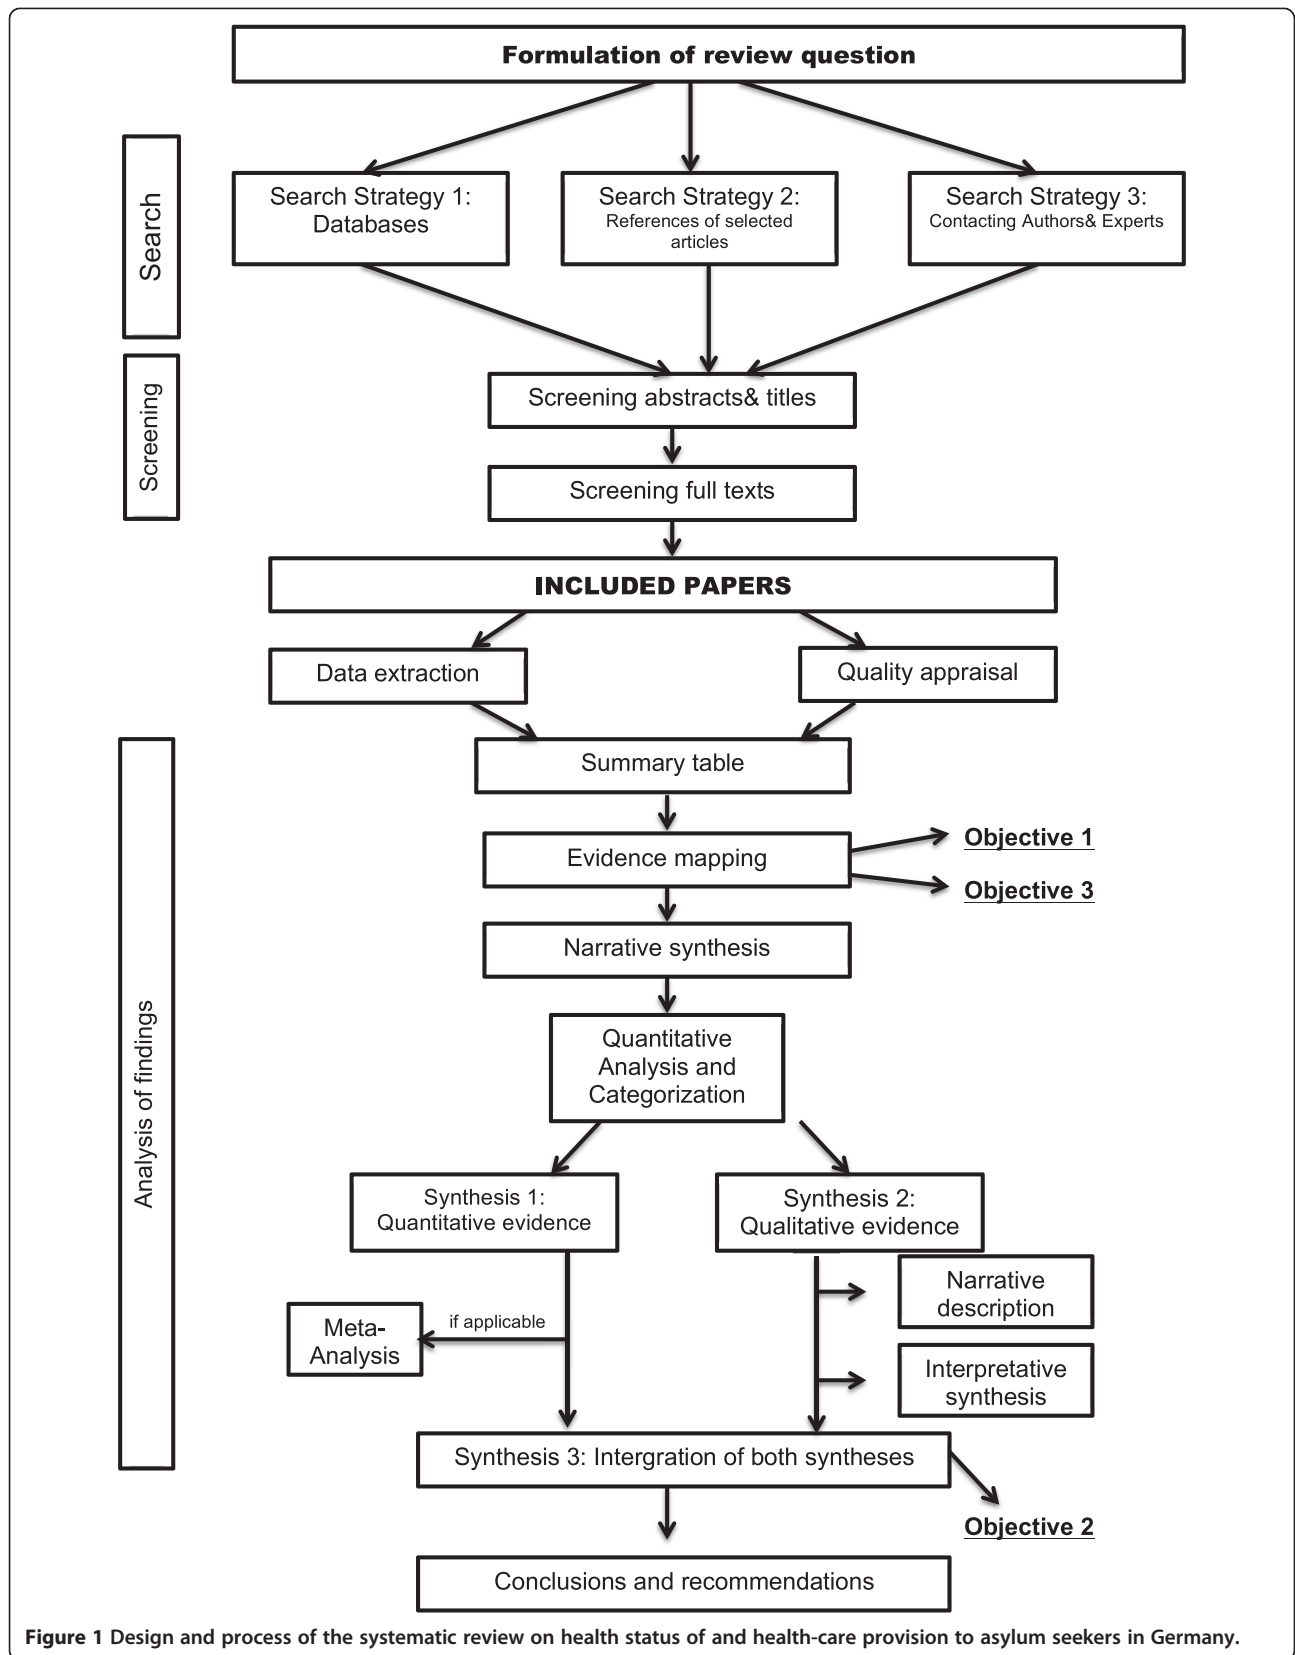 Formulation of review question
Search
Search Strategy 1:
Databases
Search Strategy 2:
References of selected
articles
Search Strategy 3:
Contacting Authors& Experts
Screening
Screening abstracts& titles
Screening full texts
INCLUDED PAPERS
Data extraction
Quality appraisal
Analysis of findings
Summary table
Evidence mapping
Objective 1
Objective 3
Narrative synthesis
Quantitative
Analysis and
Categorization
Synthesis 1:
Quantitative evidence
Synthesis 2:
Qualitative evidence
Narrative
description
if applicable
Meta-
Analysis
Interpretative
synthesis
Synthesis 3: Intergration of both syntheses
Objective 2
Conclusions and recommendations
Figure 1 Design and process of the systematic review on health status of and health-care provision to asylum seekers in Germany.